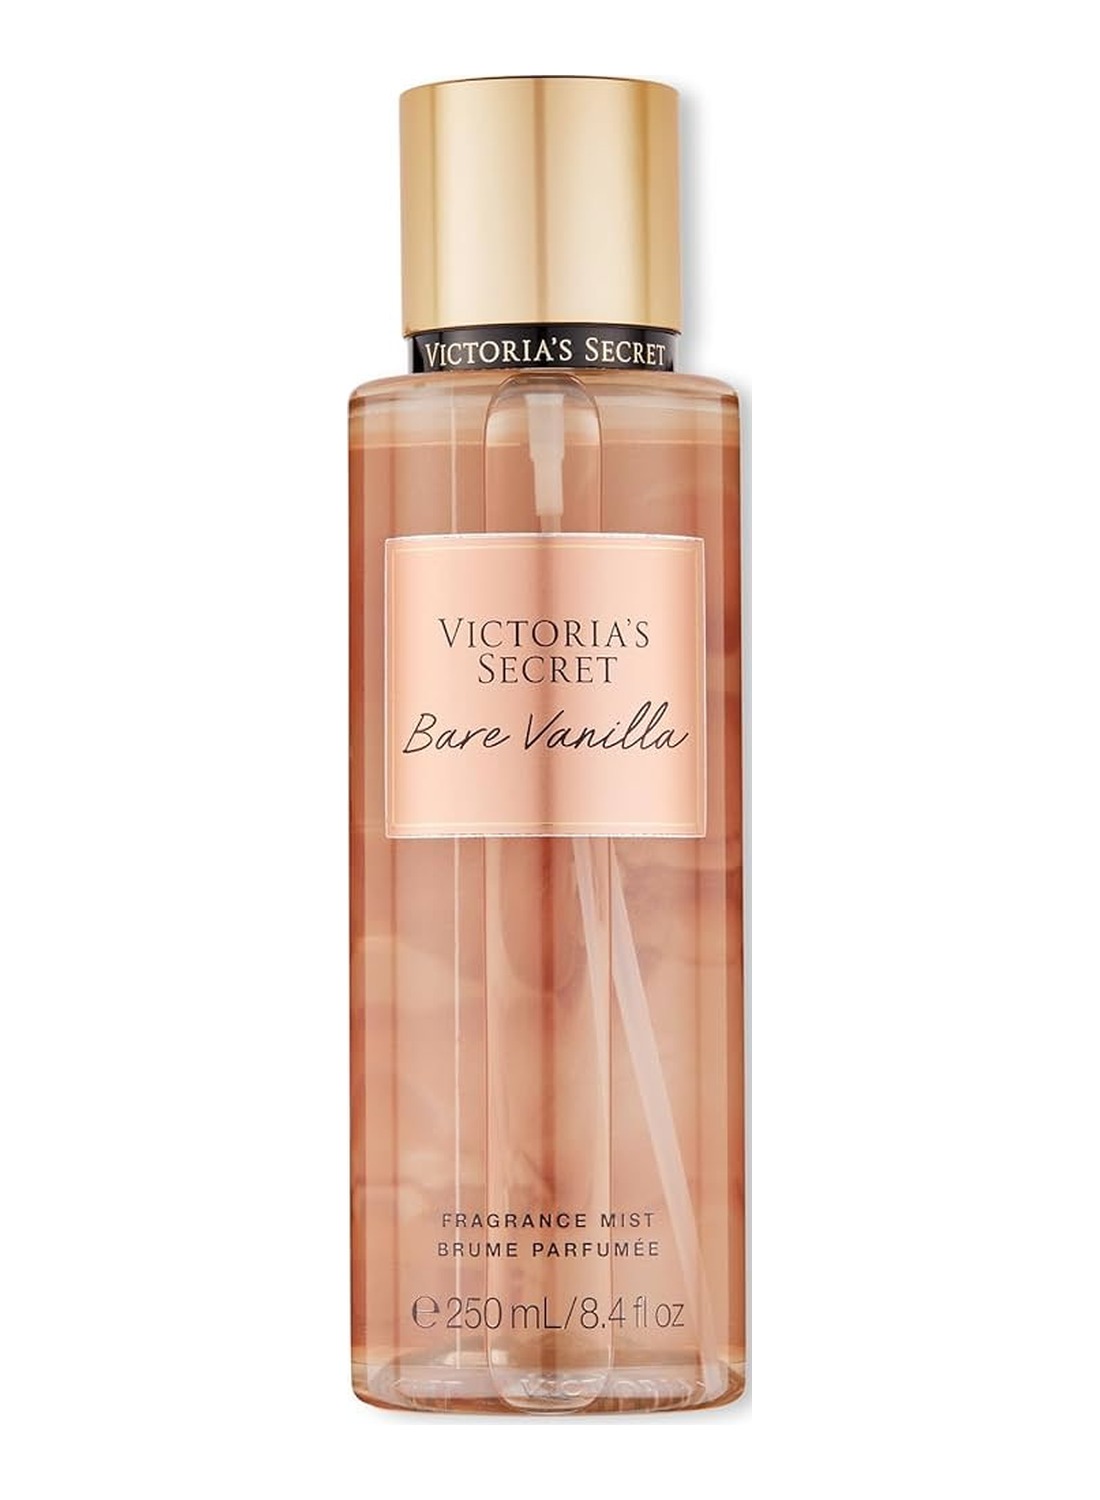 VICTORIA'S SECRET
VICTORIA'S
SECRET
Bare Vanilla
FRAGRANCE MIST
BRUME PARFUMÉE
℮ 250 mL/8.4 fl oz